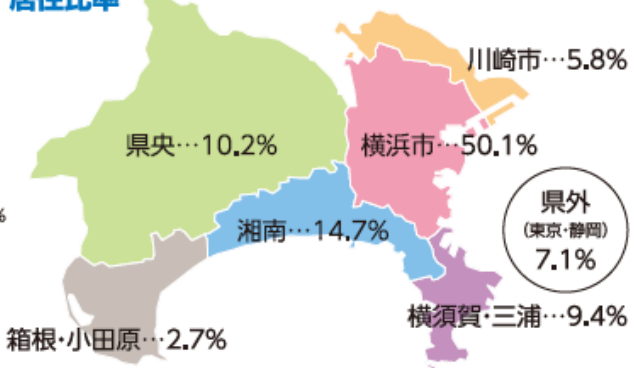 居住比率
川崎市…5.8%
県央…10.2%
横浜市…50.1%
%
県外
(東京・静岡)
7.1%
湘南…14.7%
横須賀・三浦…9.4%
箱根・小田原…2.7%